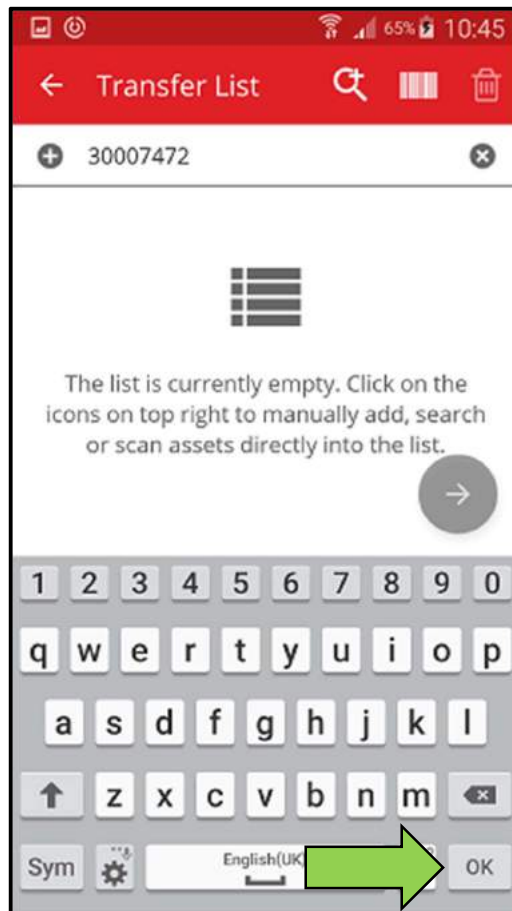 65% 10:45
Transfer List
30007472
The list is currently empty. Click on the
icons on top right to manually add, search
or scan assets directly into the list.
1 2 3 4 5 6 7 8 9 0
q w e r t y u i o p
a s d f g h j k l
z x c v b n m
Sym English(UK) OK